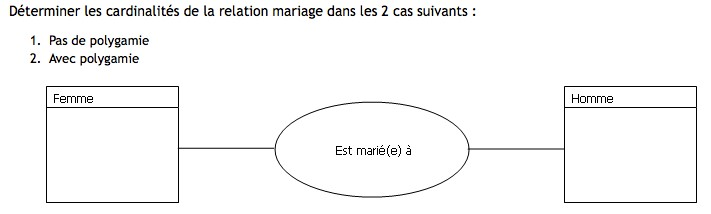 Déterminer les cardinalités de la relation mariage dans les 2 cas suivants :
1. Pas de polygamie
2. Avec polygamie
Femme
Est marié(e) à
Homme